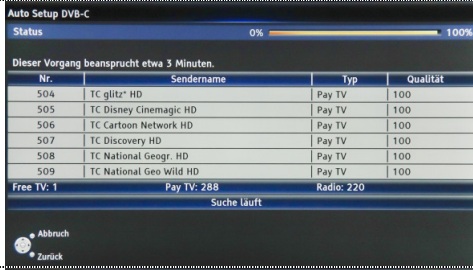 Auto Setup DVB-C
Status 0% 100%
Dieser Vorgang beansprucht etwa 3 Minuten.
Nr. Sendername Typ Qualität
504 TC glitz* HD Pay TV 100
505 TC Disney Cinemagic HD Pay TV 100
506 TC Cartoon Network HD Pay TV 100
507 TC Discovery HD Pay TV 100
508 TC National Geogr. HD Pay TV 100
509 TC National Geo Wild HD Pay TV 100
Free TV: 1 Pay TV: 288 Radio: 220
Suche läuft
Abbruch
Zurück